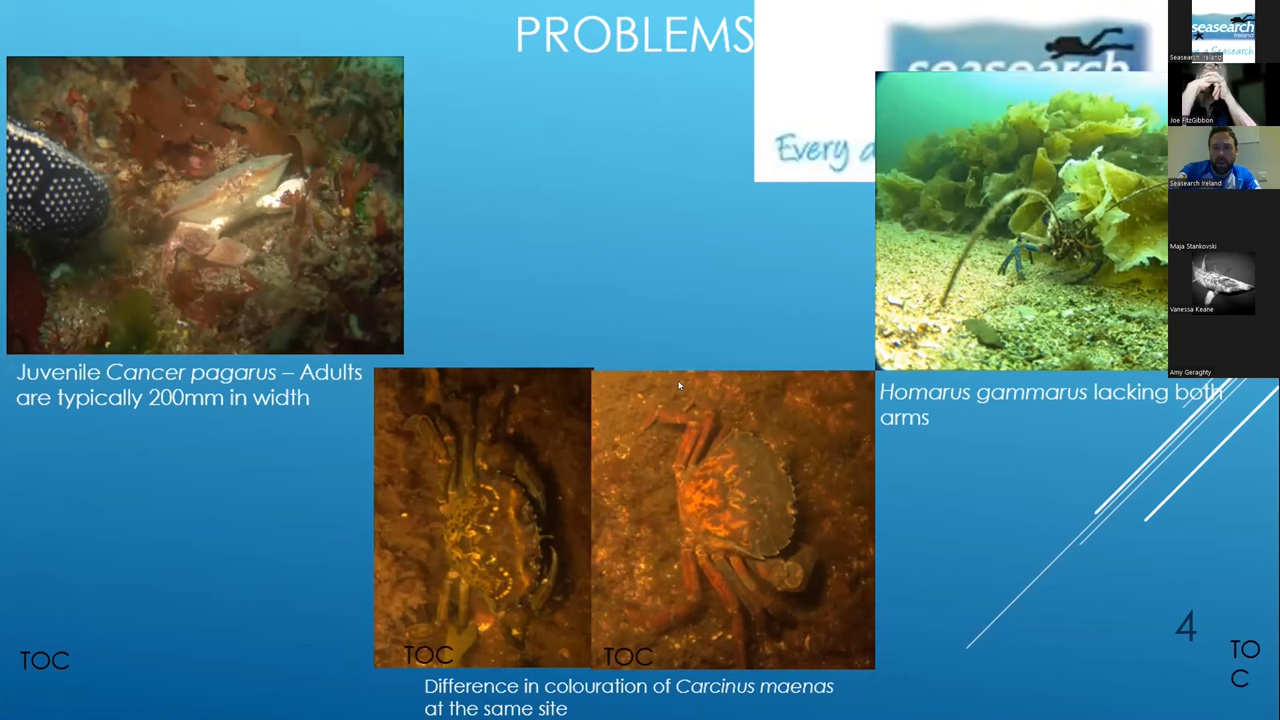 PROBLEMS
seasearch
Every a
Juvenile Cancer pagarus – Adults
are typically 200mm in width
Homarus gammarus lacking both
arms
TOC
TOC
Difference in colouration of Carcinus maenas
at the same site
TOC
4
TO
C
seasearch
Ireland
Seasearch
Seasearch Ireland
Joe FitzGibbon
Seasearch Ireland
Maja Stankovski
Vanessa Keane
Amy Geraghty